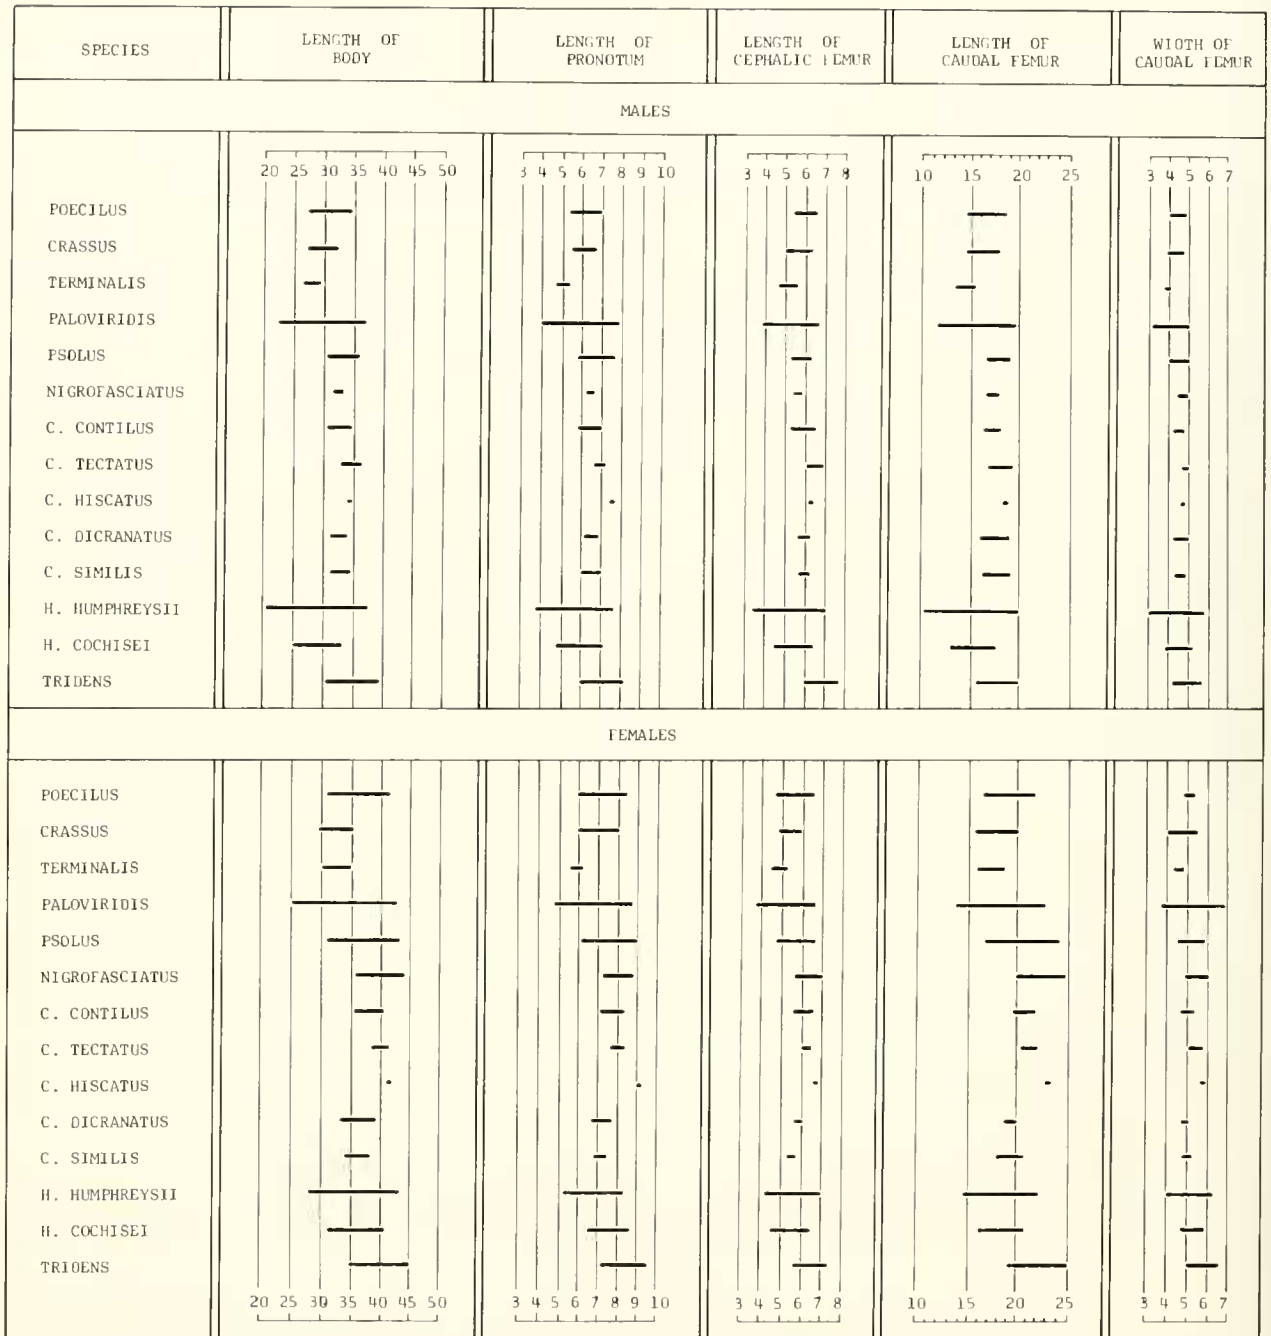 SPECIES
LENGTH OF
BODY
LENGTH OF
PRONOTUM
LENGTH OF
CEPHALIC FEMUR
LENGTH OF
CAUDAL FEMUR
WIDTH OF
CAUDAL FEMUR
MALES
20 25 30 35 40 45 50
3 4 5 6 7 8 9 10
3 4 5 6 7 8
10 15 20 25
3 4 5 6 7
POECILUS
CRASSUS
TERMINALIS
PALOVIRIDIS
PSOLUS
NIGROFASCIATUS
C. CONTILUS
C. TECTATUS
C. HISCATUS
C. DICRANATUS
C. SIMILIS
H. HUMPHREYSII
H. COCHISEI
TRIDENS
FEMALES
POECILUS
CRASSUS
TERMINALIS
PALOVIRIDIS
PSOLUS
NIGROFASCIATUS
C. CONTILUS
C. TECTATUS
C. HISCATUS
C. DICRANATUS
C. SIMILIS
H. HUMPHREYSII
H. COCHISEI
TRIDENS
20 25 30 35 40 45 50
3 4 5 6 7 8 9 10
3 4 5 6 7 8
10 15 20 25
3 4 5 6 7